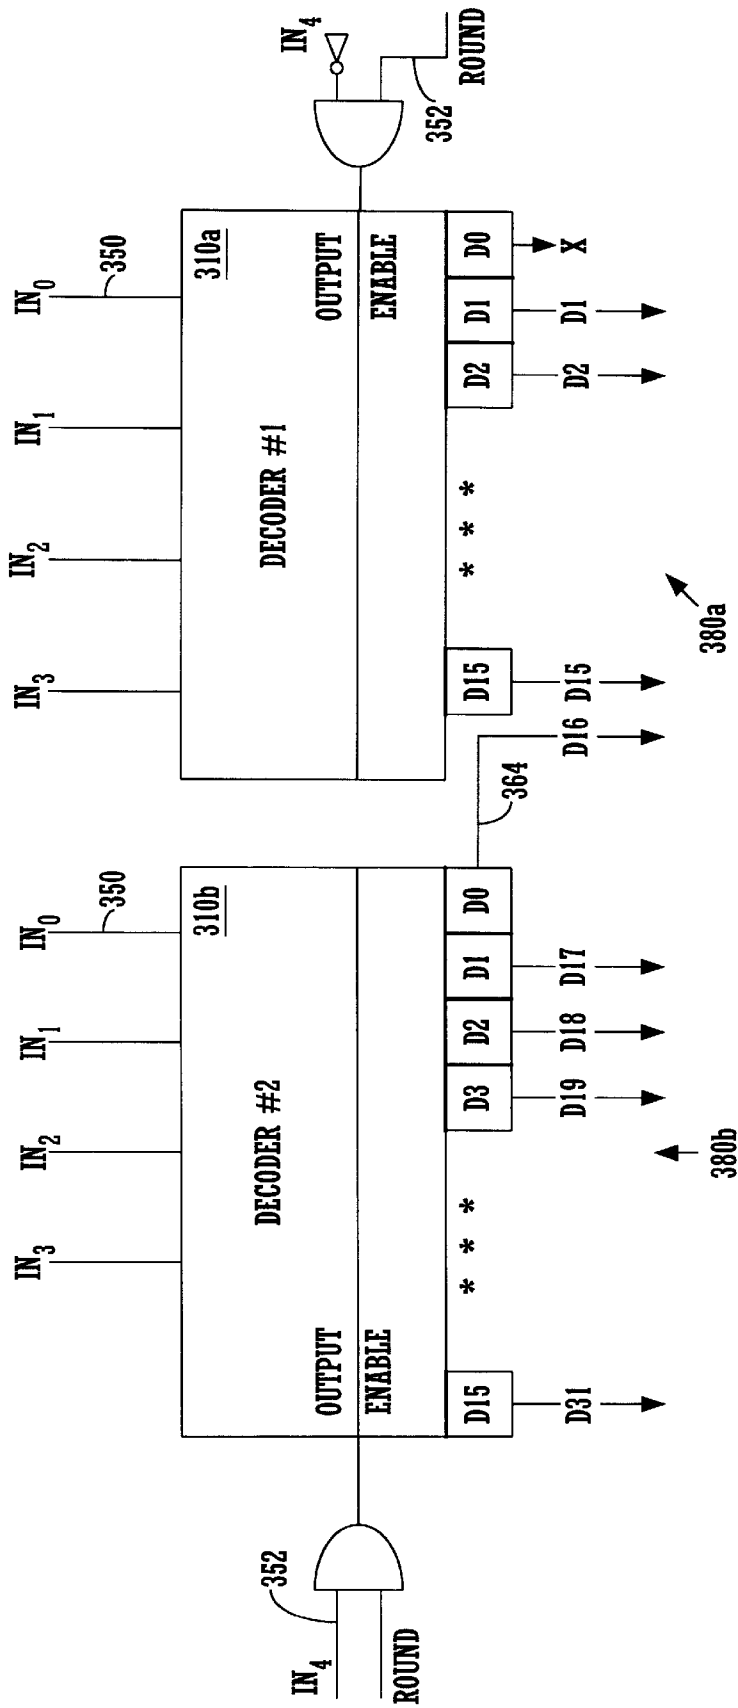 IN₃ IN₂ IN₁ IN₀ IN₃ IN₂ IN₁ IN₀
350 350
310b 310a
DECODER #2 DECODER #1
IN₄ 352 OUTPUT OUTPUT IN₄
ROUND ENABLE ENABLE 352 ROUND
D15 * * * D3 D2 D1 D0 364 D15 * * * D2 D1 D0
D31 D19 D18 D17 D16 D15 D2 D1 X
380b 380a